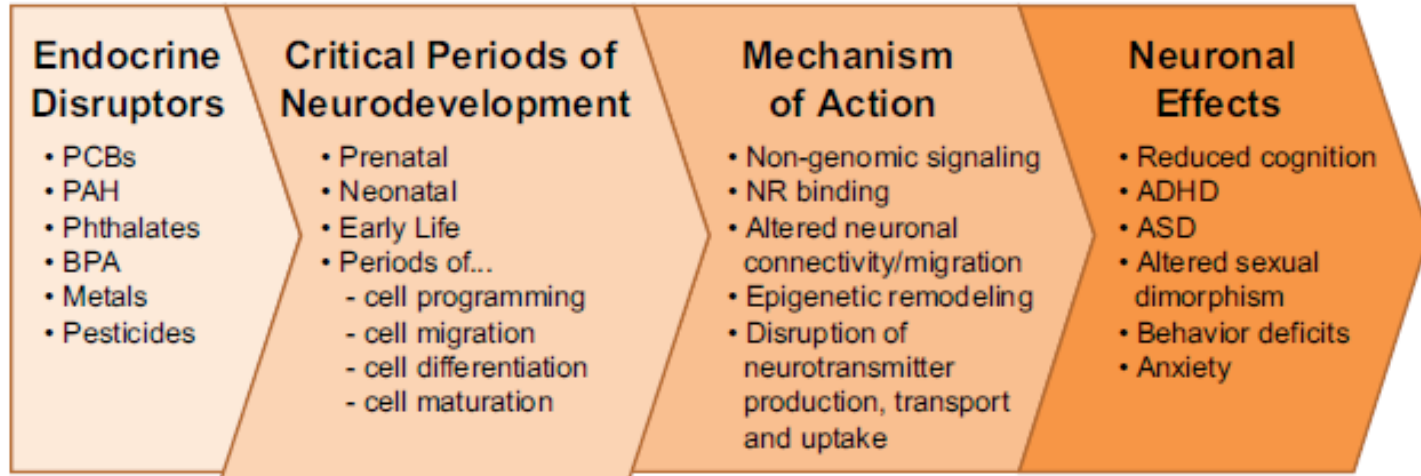 Endocrine
Disruptors
• PCBs
• PAH
• Phthalates
• BPA
• Metals
• Pesticides
Critical Periods of
Neurodevelopment
• Prenatal
• Neonatal
• Early Life
• Periods of...
- cell programming
- cell migration
- cell differentiation
- cell maturation
Mechanism
of Action
• Non-genomic signaling
• NR binding
• Altered neuronal
connectivity/migration
• Epigenetic remodeling
• Disruption of
neurotransmitter
production, transport
and uptake
Neuronal
Effects
• Reduced cognition
• ADHD
• ASD
• Altered sexual
dimorphism
• Behavior deficits
• Anxiety